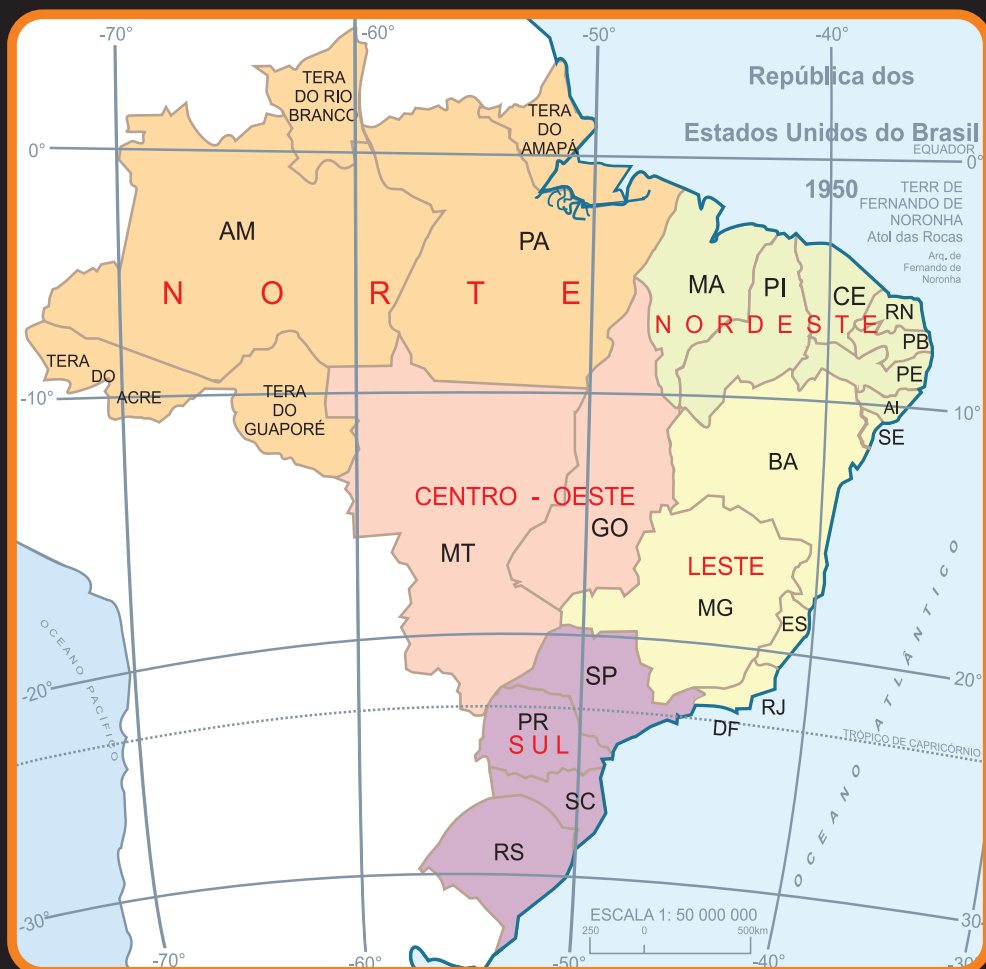 -70°
-60°
-50°
-40°
República dos
Estados Unidos do Brasil
EQUADOR
0°
0°
1950
TERR DE
FERNANDO DE
NORONHA
Atol das Rocas
Arq. de
Fernando de
Noronha
TERA
DO RIO
BRANCO
TERA
DO
AMAPÁ
AM
PA
N O R T E
MA
PI
CE
RN
N O R D E S T E
PB
PE
TERA
DO
ACRE
TERA
DO
GUAPORÉ
-10°
10°
AI
SE
BA
CENTRO - OESTE
GO
MT
LESTE
MG
ES
SP
-20°
20°
RJ
DF
PR
SUL
TRÓPICO DE CAPRICÓRNIO
SC
RS
OCEANO PACÍFICO
OCEANO ATLÂNTICO
ESCALA 1: 50 000 000
250 0 500km
-30°
30
-70°
-60°
-50°
-40°
-30°